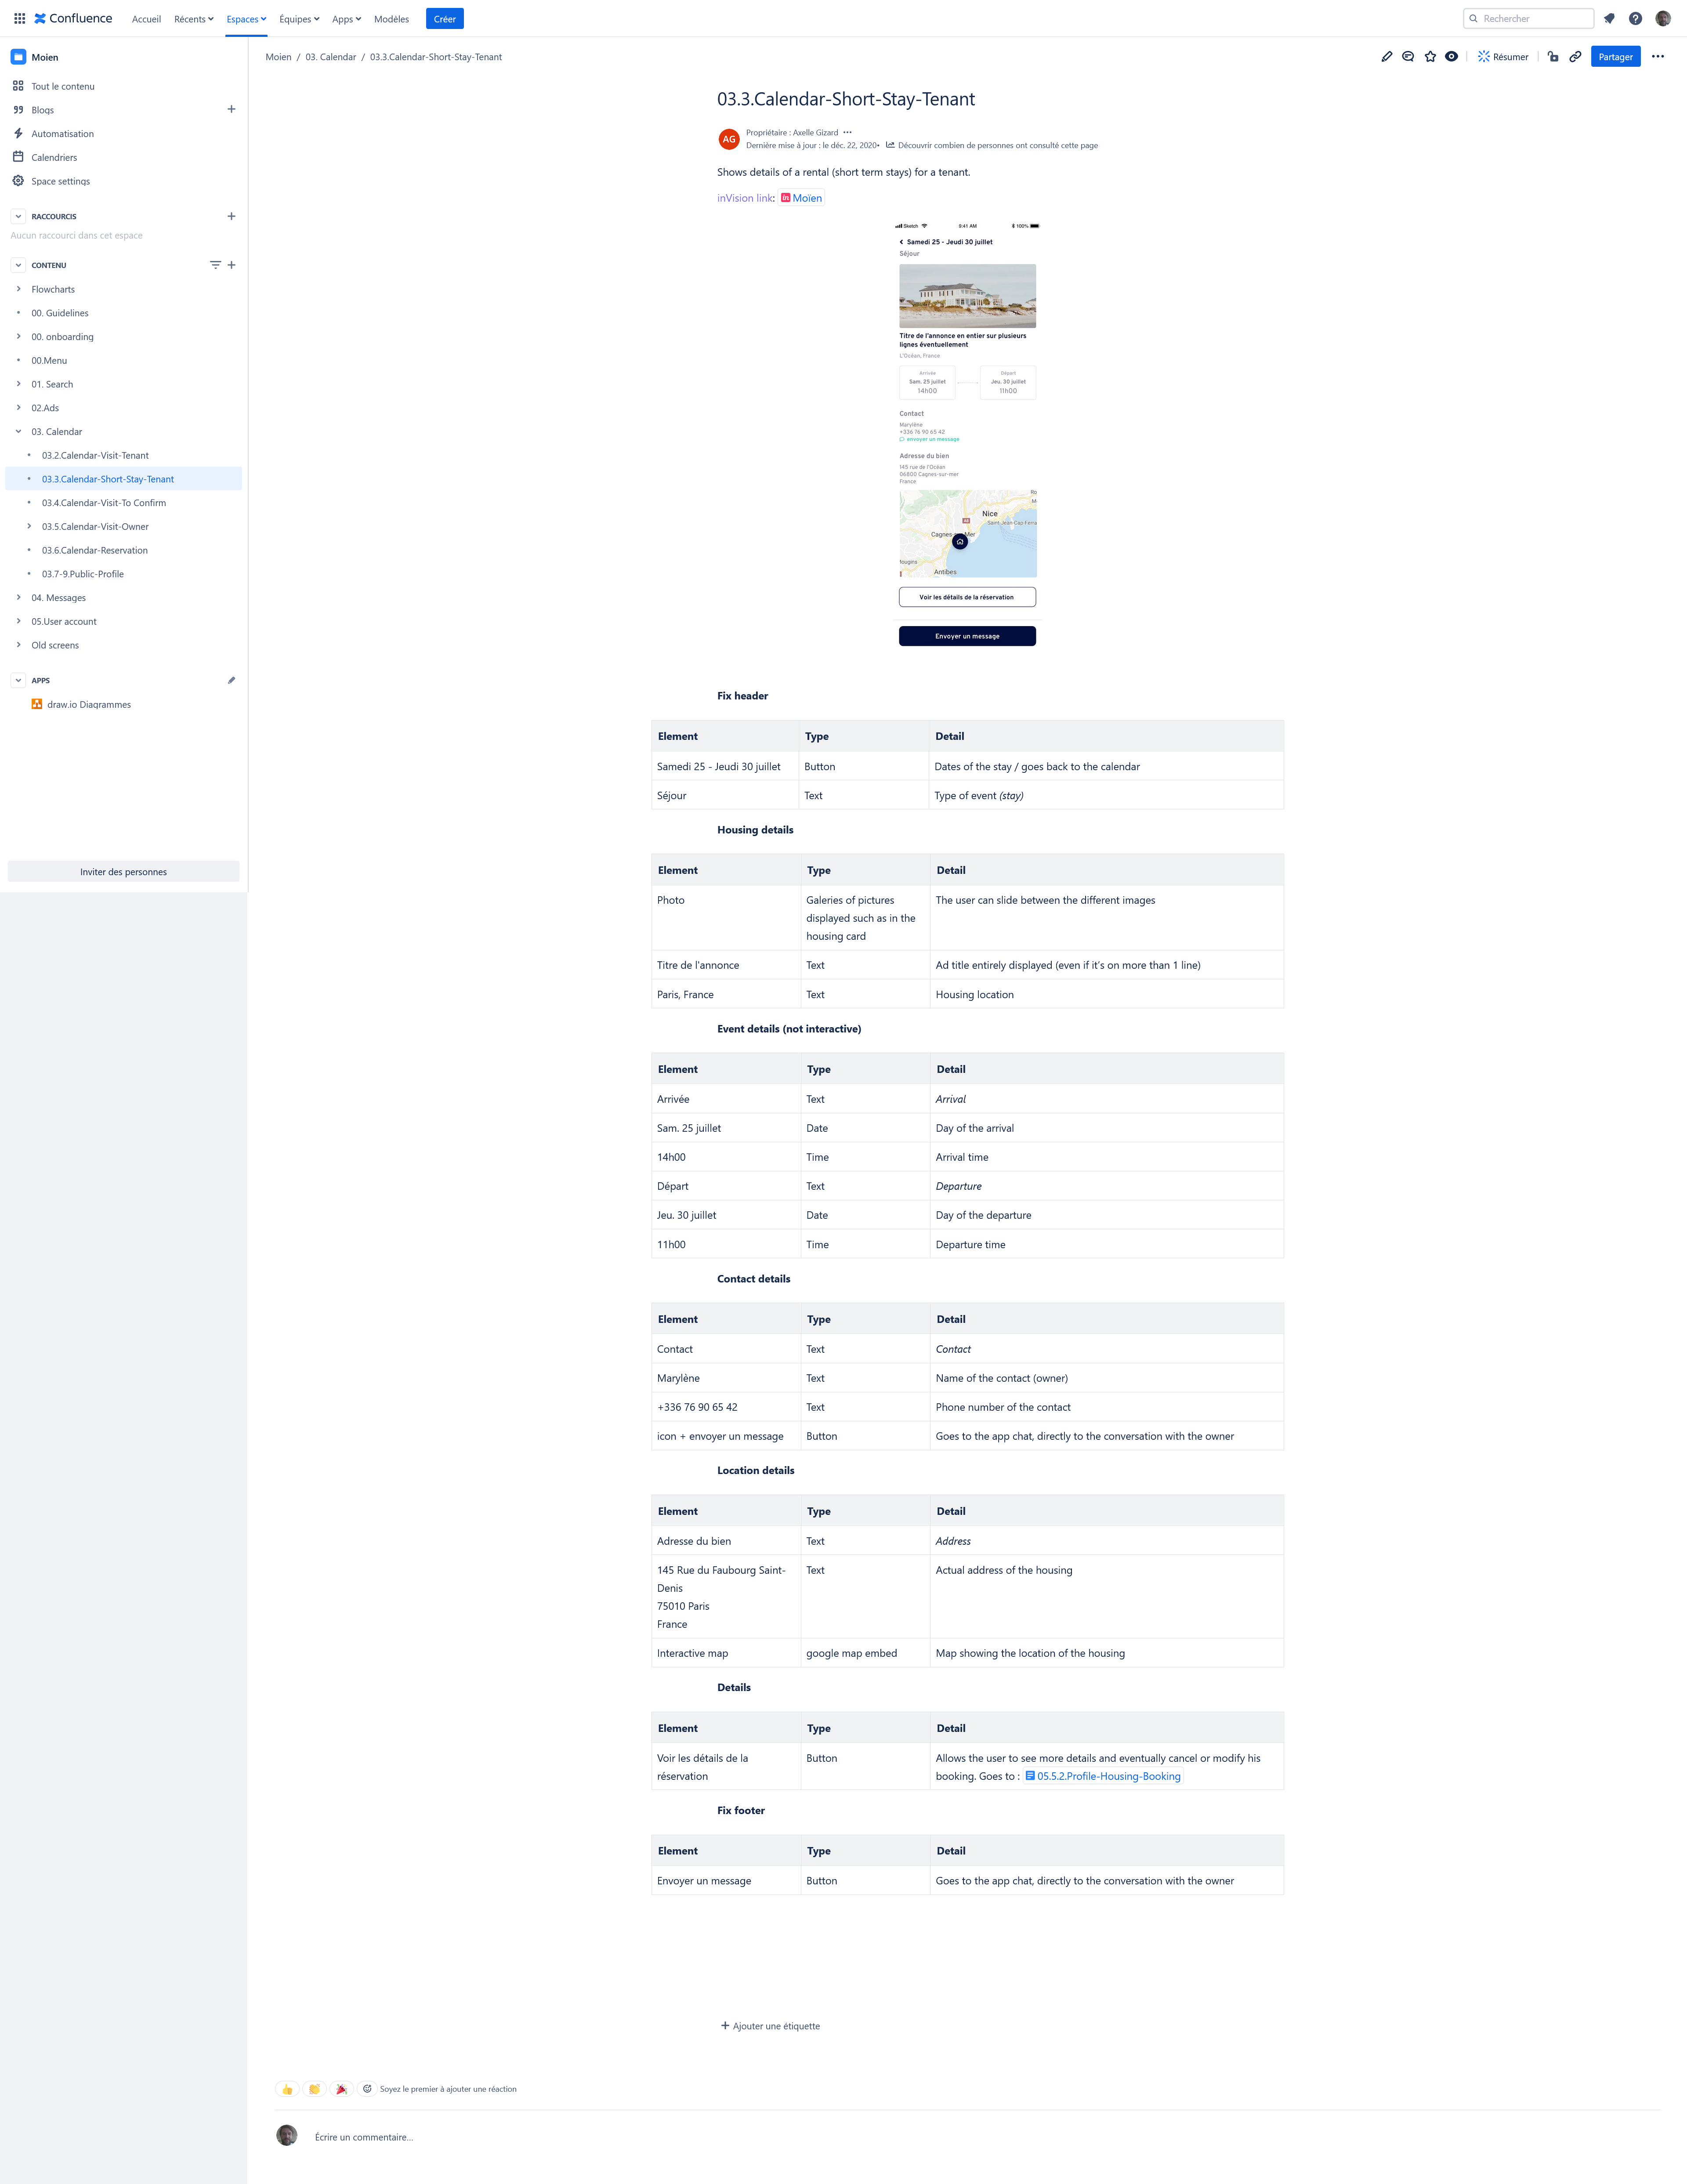 Confluence
Accueil
Récents
Espaces
Équipes
Apps
Modèles
Créer
Rechercher
Moien
Tout le contenu
Blogs
Automatisation
Calendriers
Space settings
RACCOURCIS
Aucun raccourci dans cet espace
CONTENU
Flowcharts
00. Guidelines
00. onboarding
00.Menu
01. Search
02.Ads
03. Calendar
03.2.Calendar-Visit-Tenant
03.3.Calendar-Short-Stay-Tenant
03.4.Calendar-Visit-To Confirm
03.5.Calendar-Visit-Owner
03.6.Calendar-Reservation
03.7-9.Public-Profile
04. Messages
05.User account
Old screens
APPS
draw.io Diagrammes
Inviter des personnes
Moien / 03. Calendar / 03.3.Calendar-Short-Stay-Tenant
Résumer
Partager
03.3.Calendar-Short-Stay-Tenant
AG
Propriétaire : Axelle Gizard
Dernière mise à jour : le déc. 22, 2020• Découvrir combien de personnes ont consulté cette page
Shows details of a rental (short term stays) for a tenant.
inVision link: in Moïen
Sketch 9:41 AM 100%
Samedi 25 - Jeudi 30 juillet
Séjour
Titre de l'annonce en entier sur plusieurs
lignes éventuellement
L'Océan, France
Arrivée
Sam. 25 juillet
14h00
Départ
Jeu. 30 juillet
11h00
Contact
Marylène
+336 76 90 65 42
envoyer un message
Adresse du bien
145 rue de l'Océan
06800 Cagnes-sur-mer
France
Ro
M
Nice
A8
Saint-Jean-Cap-Ferra
Cagnes Mer
tougins
Antibes
Voir les détails de la réservation
Envoyer un message
Fix header
Element Type Detail
Samedi 25 - Jeudi 30 juillet Button Dates of the stay / goes back to the calendar
Séjour Text Type of event (stay)
Housing details
Element Type Detail
Photo Galeries of pictures The user can slide between the different images
displayed such as in the
housing card
Titre de l'annonce Text Ad title entirely displayed (even if it's on more than 1 line)
Paris, France Text Housing location
Event details (not interactive)
Element Type Detail
Arrivée Text Arrival
Sam. 25 juillet Date Day of the arrival
14h00 Time Arrival time
Départ Text Departure
Jeu. 30 juillet Date Day of the departure
11h00 Time Departure time
Contact details
Element Type Detail
Contact Text Contact
Marylène Text Name of the contact (owner)
+336 76 90 65 42 Text Phone number of the contact
icon + envoyer un message Button Goes to the app chat, directly to the conversation with the owner
Location details
Element Type Detail
Adresse du bien Text Address
145 Rue du Faubourg Saint- Text Actual address of the housing
Denis
75010 Paris
France
Interactive map google map embed Map showing the location of the housing
Details
Element Type Detail
Voir les détails de la Button Allows the user to see more details and eventually cancel or modify his
réservation booking. Goes to : 05.5.2.Profile-Housing-Booking
Fix footer
Element Type Detail
Envoyer un message Button Goes to the app chat, directly to the conversation with the owner
Ajouter une étiquette
Soyez le premier à ajouter une réaction
Écrire un commentaire…